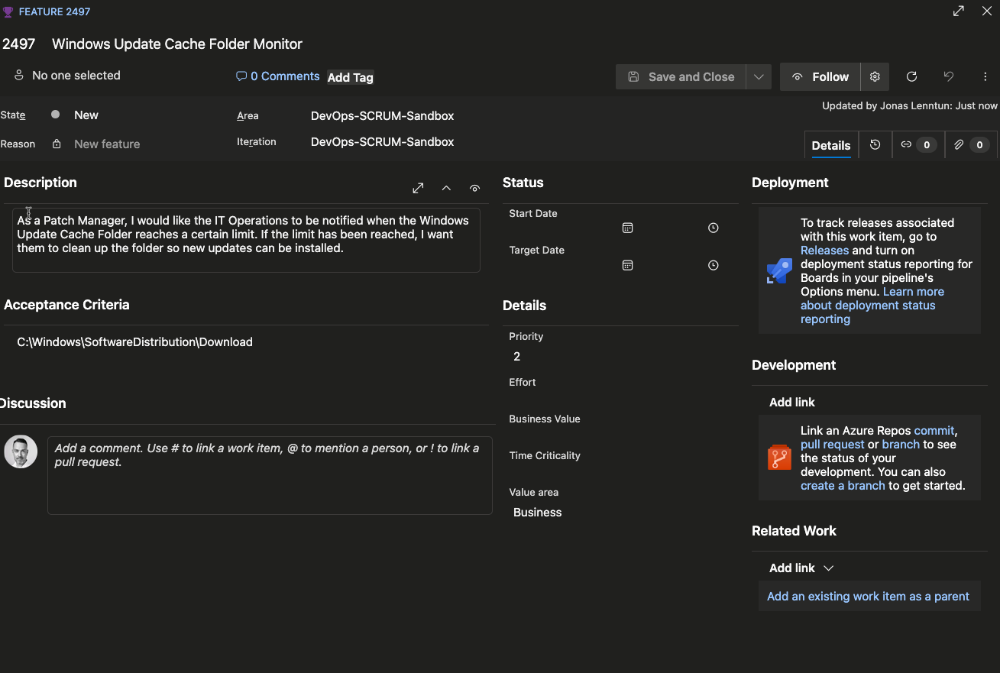 FEATURE 2497
2497 Windows Update Cache Folder Monitor
No one selected
0 Comments
Add Tag
Save and Close
Follow
State
New
Area
DevOps-SCRUM-Sandbox
Updated by Jonas Lenntun: Just now
Reason
New feature
Iteration
DevOps-SCRUM-Sandbox
Details
0
0
Description
As a Patch Manager, I would like the IT Operations to be notified when the Windows
Update Cache Folder reaches a certain limit. If the limit has been reached, I want
them to clean up the folder so new updates can be installed.
Acceptance Criteria
C:\Windows\SoftwareDistribution\Download
Discussion
Add a comment. Use # to link a work item, @ to mention a person, or ! to link a
pull request.
Status
Start Date
Target Date
Details
Priority
2
Effort
Business Value
Time Criticality
Value area
Business
Deployment
To track releases associated
with this work item, go to
Releases and turn on
deployment status reporting for
Boards in your pipeline's
Options menu. Learn more
about deployment status
reporting
Development
Add link
Link an Azure Repos commit,
pull request or branch to see
the status of your
development. You can also
create a branch to get started.
Related Work
Add link
Add an existing work item as a parent